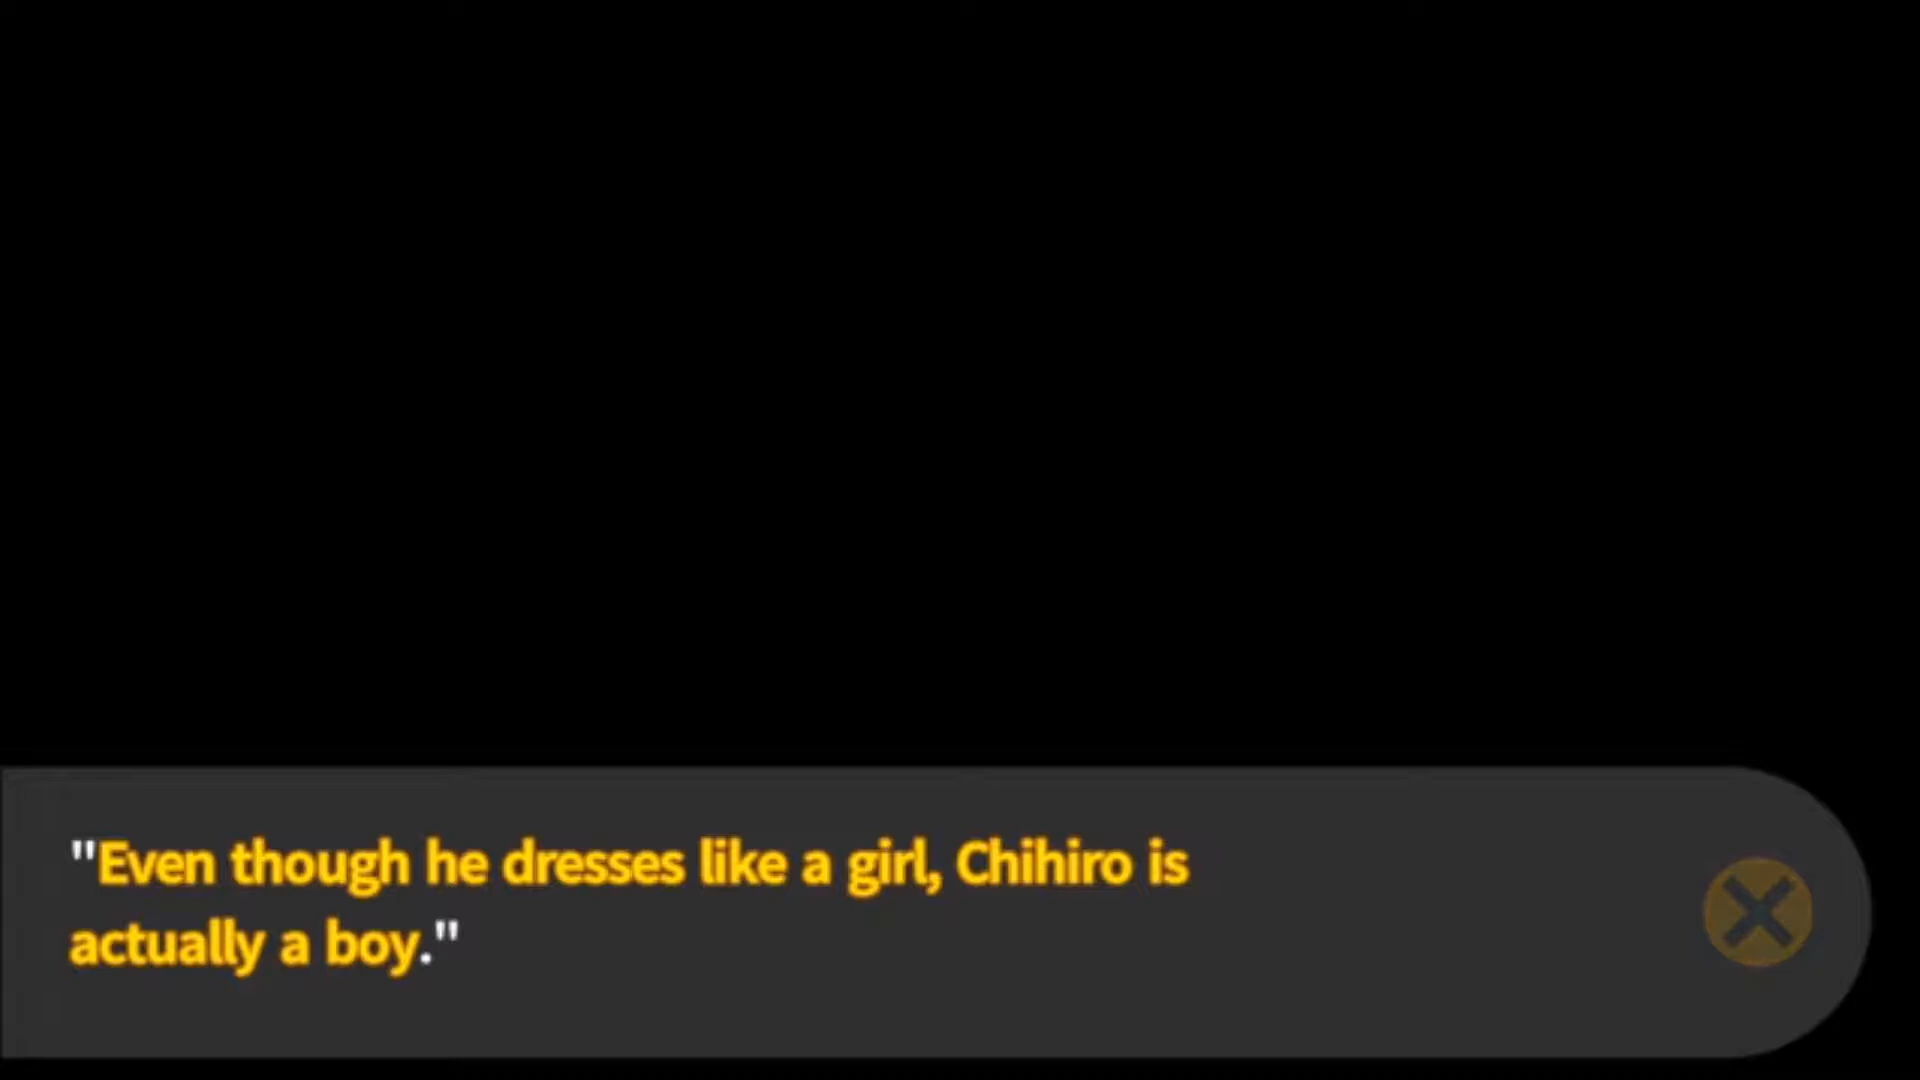 "Even though he dresses like a girl, Chihiro is
actually a boy."